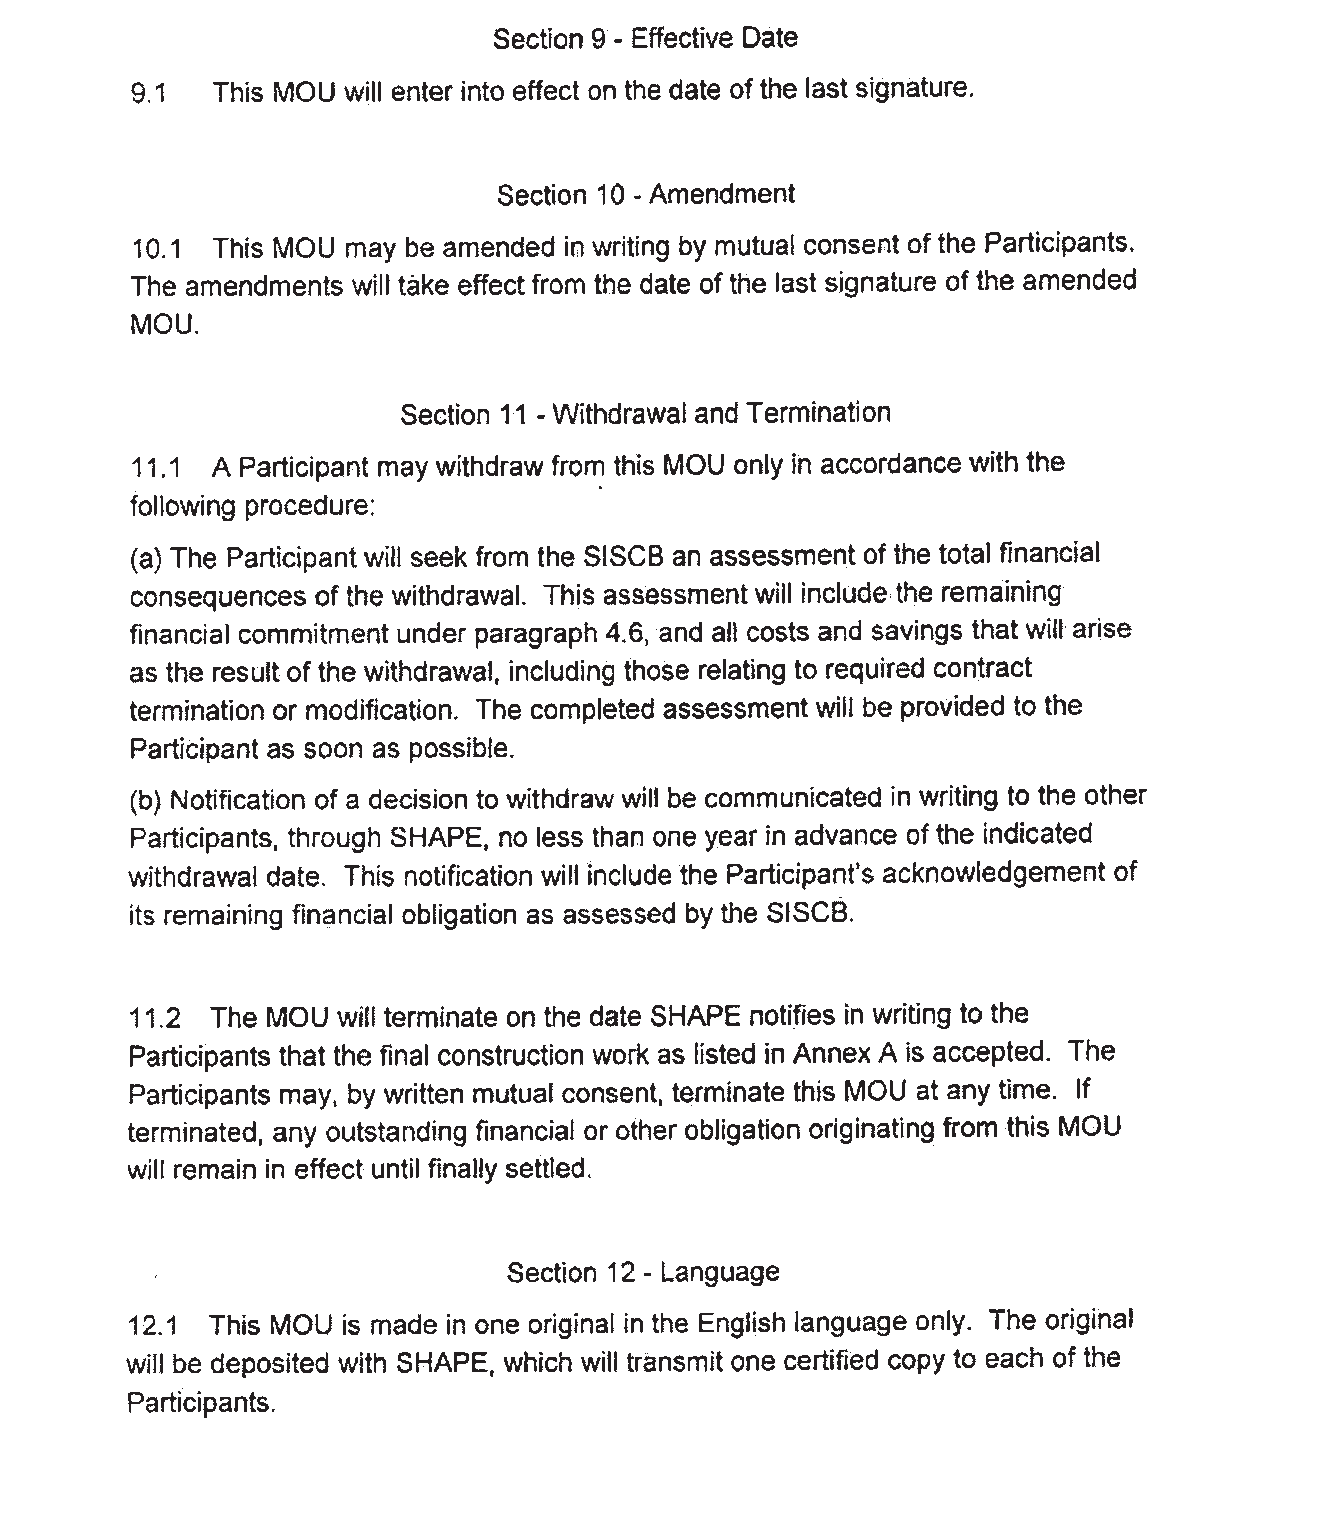 Section 9 - Effective Date
9.1 This MOU will enter into effect on the date of the last signature.
Section 10 - Amendment
10.1 This MOU may be amended in writing by mutual consent of the Participants.
The amendments will take effect from the date of the last signature of the amended
MOU.
Section 11 - Withdrawal and Termination
11.1 A Participant may withdraw from this MOU only in accordance with the
following procedure:
(a) The Participant will seek from the SISCB an assessment of the total financial
consequences of the withdrawal. This assessment will include the remaining
financial commitment under paragraph 4.6, and all costs and savings that will arise
as the result of the withdrawal, including those relating to required contract
termination or modification. The completed assessment will be provided to the
Participant as soon as possible.
(b) Notification of a decision to withdraw will be communicated in writing to the other
Participants, through SHAPE, no less than one year in advance of the indicated
withdrawal date. This notification will include the Participant's acknowledgement of
its remaining financial obligation as assessed by the SISCB.
11.2 The MOU will terminate on the date SHAPE notifies in writing to the
Participants that the final construction work as listed in Annex A is accepted. The
Participants may, by written mutual consent, terminate this MOU at any time. If
terminated, any outstanding financial or other obligation originating from this MOU
will remain in effect until finally settled.
Section 12 - Language
12.1 This MOU is made in one original in the English language only. The original
will be deposited with SHAPE, which will transmit one certified copy to each of the
Participants.